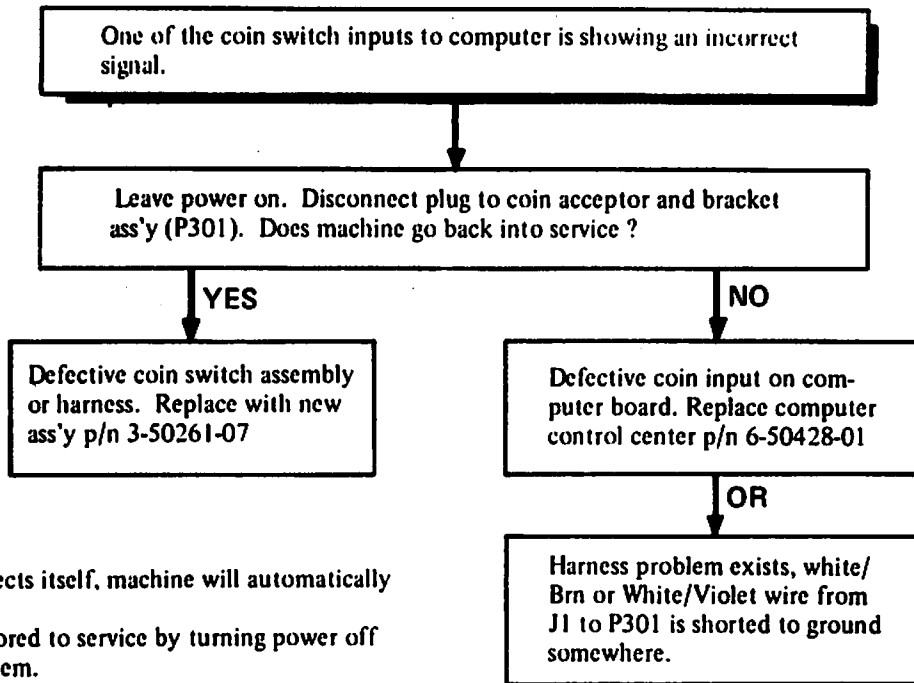 One of the coin switch inputs to computer is showing an incorrect
signal.
Leave power on. Disconnect plug to coin acceptor and bracket
ass'y (P301). Does machine go back into service ?
YES
NO
Defective coin switch assembly
or harness. Replace with new
ass'y p/n 3-50261-07
Defective coin input on com-
puter board. Replace computer
control center p/n 6-50428-01
OR
Harness problem exists, white/
Brn or White/Violet wire from
J1 to P301 is shorted to ground
somewhere.
ects itself, machine will automatically
ored to service by turning power off
em.